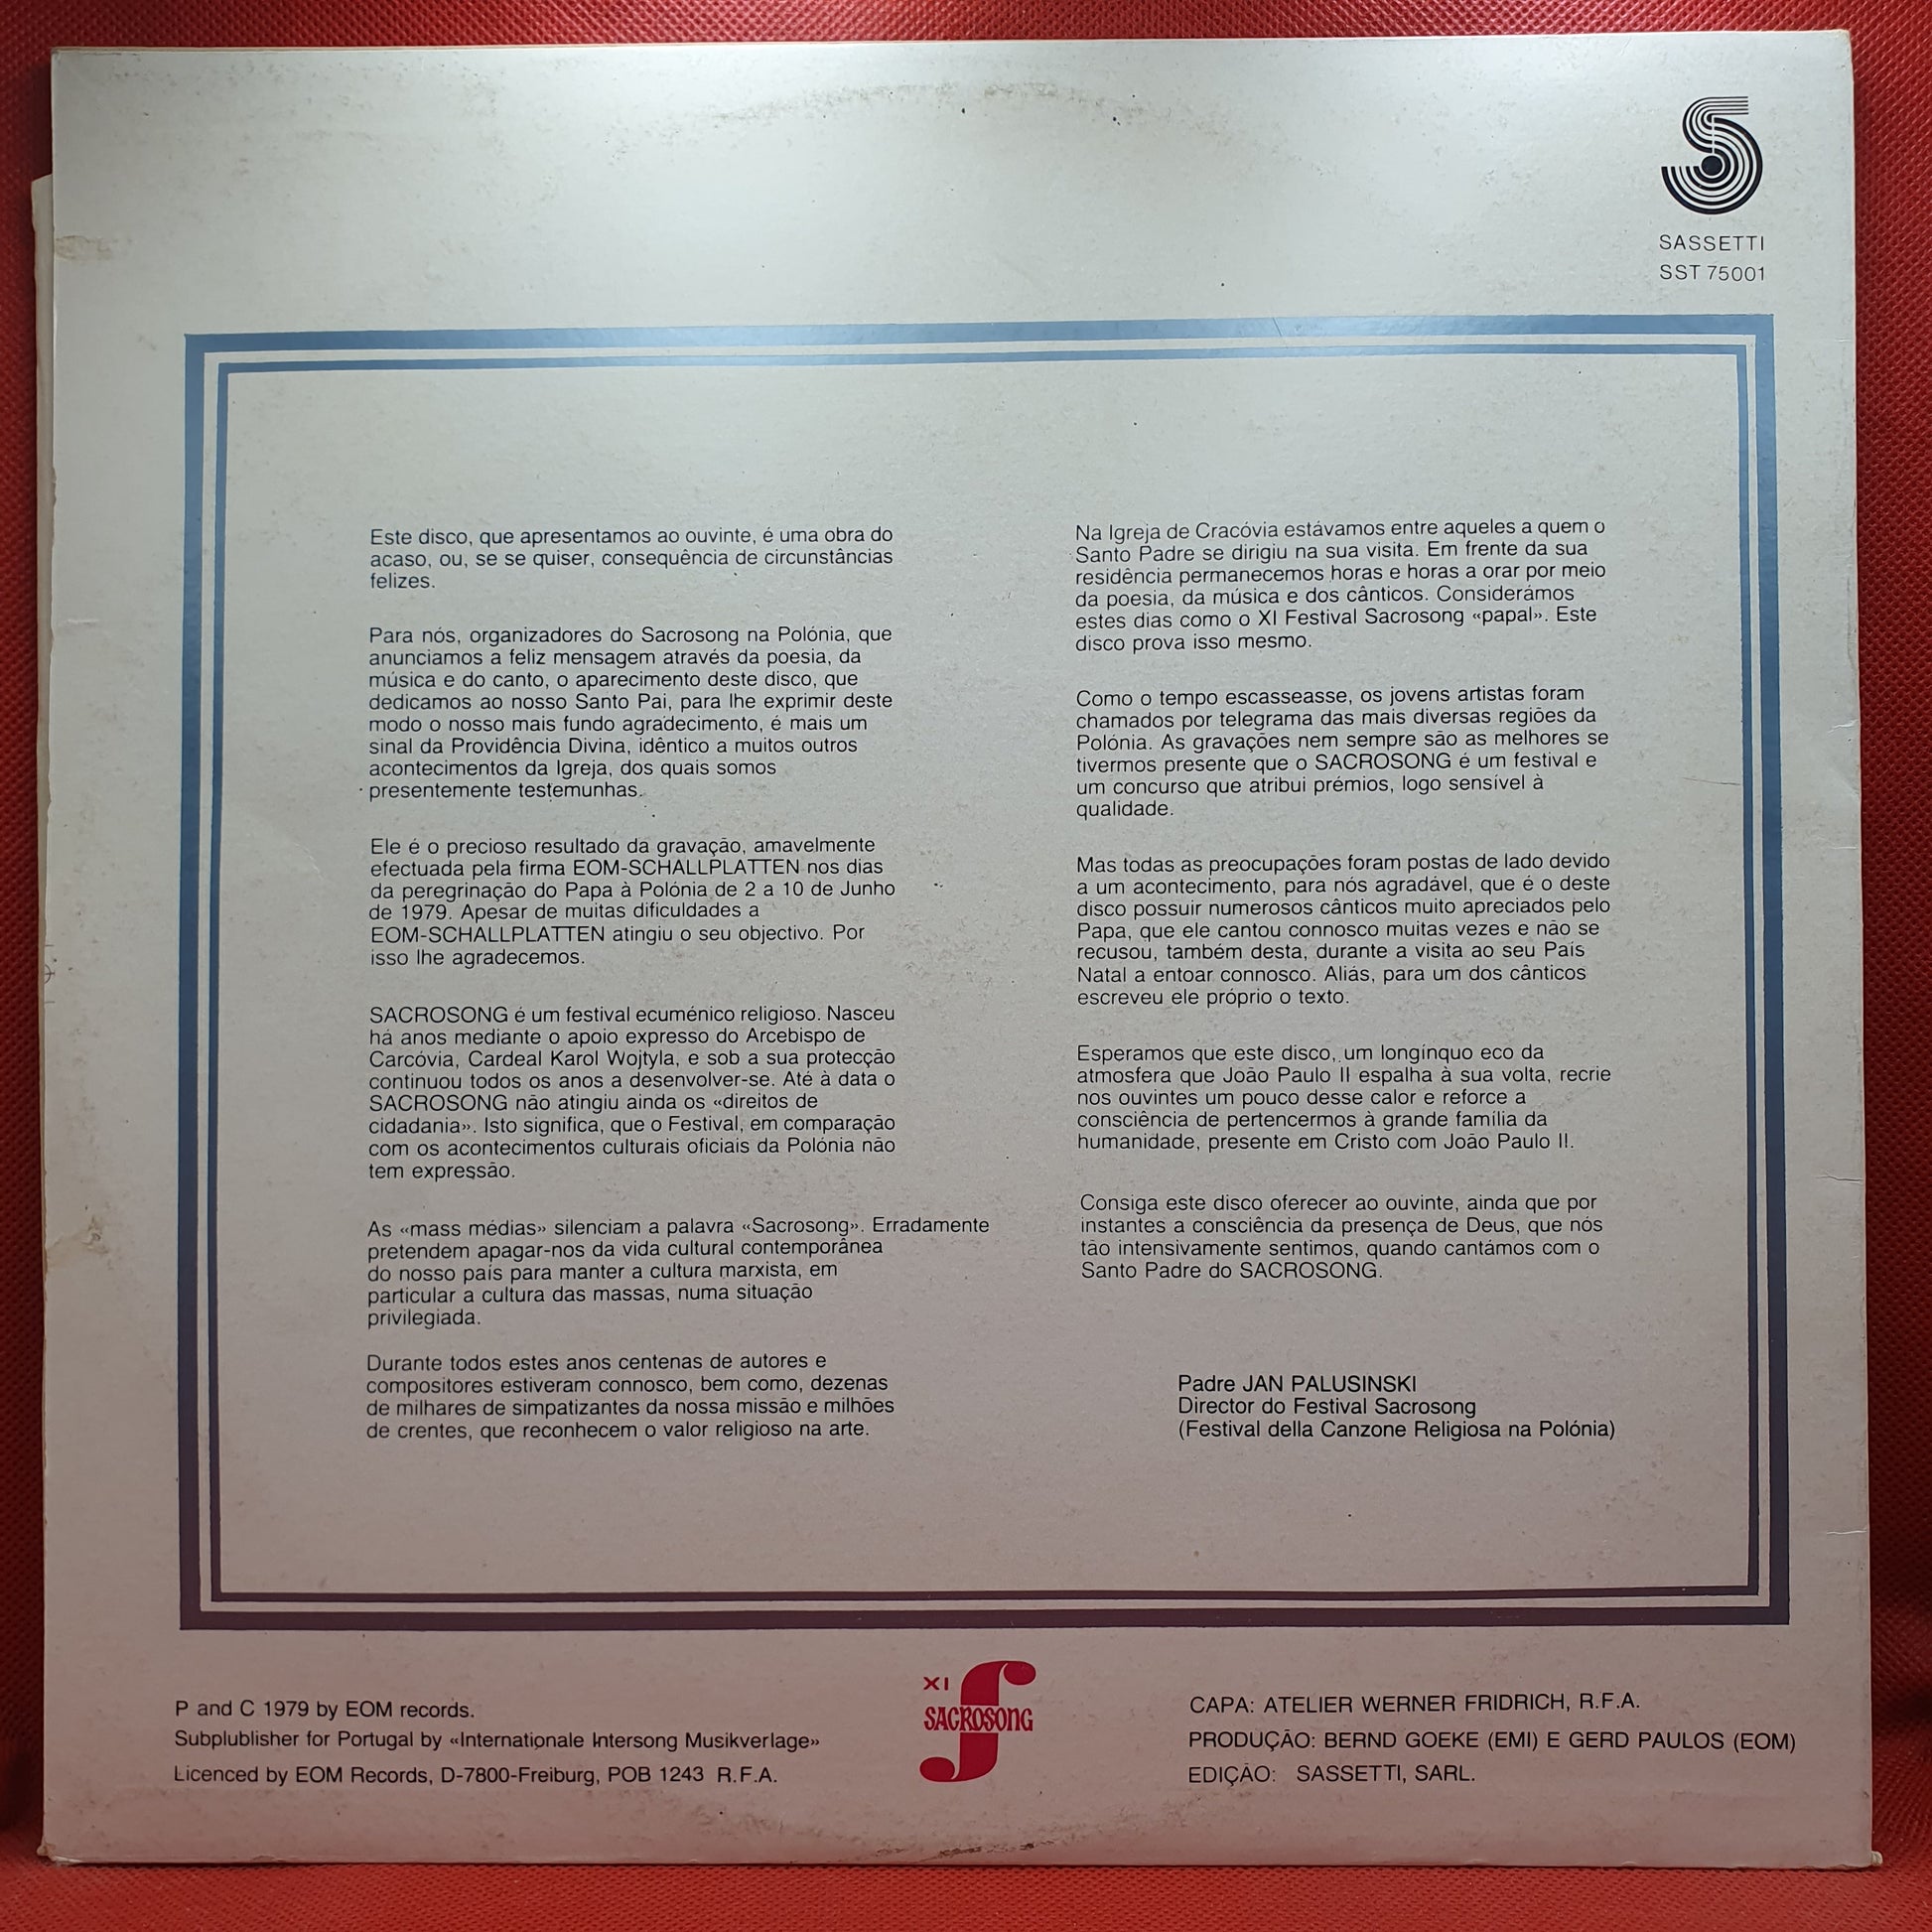 SASSETTI
SST 75001
Este disco, que apresentamos ao ouvinte, é uma obra do
acaso, ou, se se quiser, consequência de circunstâncias
felizes.
Para nós, organizadores do Sacrosong na Polónia, que
anunciamos a feliz mensagem através da poesia, da
música e do canto, o aparecimento deste disco, que
dedicamos ao nosso Santo Pai, para lhe exprimir deste
modo o nosso mais fundo agradecimento, é mais um
sinal da Providência Divina, idêntico a muitos outros
acontecimentos da Igreja, dos quais somos
presentemente testemunhas.
Ele é o precioso resultado da gravação, amavelmente
efectuada pela firma EOM-SCHALLPLATTEN nos dias
da peregrinação do Papa à Polónia de 2 a 10 de Junho
de 1979. Apesar de muitas dificuldades a
EOM-SCHALLPLATTEN atingiu o seu objectivo. Por
isso lhe agradecemos.
SACROSONG é um festival ecuménico religioso. Nasceu
há anos mediante o apoio expresso do Arcebispo de
Carcóvia, Cardeal Karol Wojtyla, e sob a sua protecção
continuou todos os anos a desenvolver-se. Até à data o
SACROSONG não atingiu ainda os «direitos de
cidadania». Isto significa, que o Festival, em comparação
com os acontecimentos culturais oficiais da Polónia não
tem expressão.
As «mass médias» silenciam a palavra «Sacrosong». Erradamente
pretendem apagar-nos da vida cultural contemporânea
do nosso país para manter a cultura marxista, em
particular a cultura das massas, numa situação
privilegiada.
Durante todos estes anos centenas de autores e
compositores estiveram connosco, bem como, dezenas
de milhares de simpatizantes da nossa missão e milhões
de crentes, que reconhecem o valor religioso na arte.
Na Igreja de Cracóvia estávamos entre aqueles a quem o
Santo Padre se dirigiu na sua visita. Em frente da sua
residência permanecemos horas e horas a orar por meio
da poesia, da música e dos cânticos. Considerámos
estes dias como o XI Festival Sacrosong «papal». Este
disco prova isso mesmo.
Como o tempo escasseasse, os jovens artistas foram
chamados por telegrama das mais diversas regiões da
Polónia. As gravações nem sempre são as melhores se
tivermos presente que o SACROSONG é um festival e
um concurso que atribui prémios, logo sensível à
qualidade.
Mas todas as preocupações foram postas de lado devido
a um acontecimento, para nós agradável, que é o deste
disco possuir numerosos cânticos muito apreciados pelo
Papa, que ele cantou connosco muitas vezes e não se
recusou, também desta, durante a visita ao seu País
Natal a entoar connosco. Aliás, para um dos cânticos
escreveu ele próprio o texto.
Esperamos que este disco, um longínquo eco da
atmosfera que João Paulo II espalha à sua volta, recrie
nos ouvintes um pouco desse calor e reforce a
consciência de pertencermos à grande família da
humanidade, presente em Cristo com João Paulo II.
Consiga este disco oferecer ao ouvinte, ainda que por
instantes a consciência da presença de Deus, que nós
tão intensivamente sentimos, quando cantámos com o
Santo Padre do SACROSONG.
Padre JAN PALUSINSKI
Director do Festival Sacrosong
(Festival della Canzone Religiosa na Polónia)
P and C 1979 by EOM records.
Subplublisher for Portugal by «Internationale Intersong Musikverlage»
Licenced by EOM Records, D-7800-Freiburg, POB 1243 R.F.A.
XI
SACROSONG
CAPA: ATELIER WERNER FRIDRICH, R.F.A.
PRODUÇÃO: BERND GOEKE (EMI) E GERD PAULOS (EOM)
EDIÇÃO: SASSETTI, SARL.